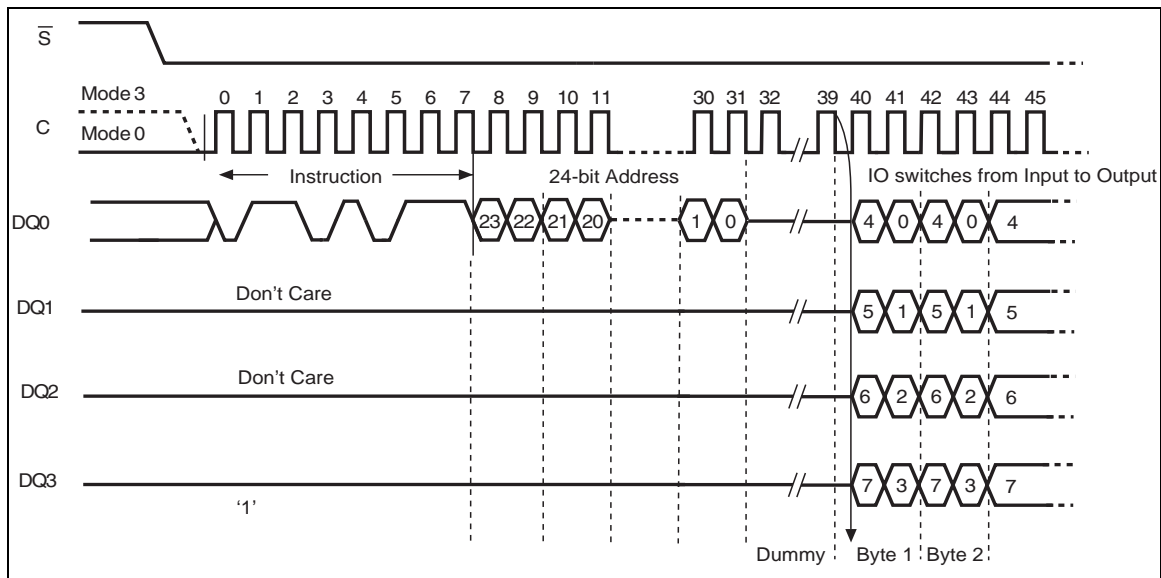 S
Mode 3
0 1 2 3 4 5 6 7 8 9 10 11 30 31 32 39 40 41 42 43 44 45
C
Mode 0
Instruction 24-bit Address IO switches from Input to Output
DQ0 23 22 21 20 1 0 4 0 4 0 4
Don't Care
DQ1 5 1 5 1 5
Don't Care
DQ2 6 2 6 2 6
DQ3 7 3 7 3 7
‘1’
Dummy Byte 1 Byte 2